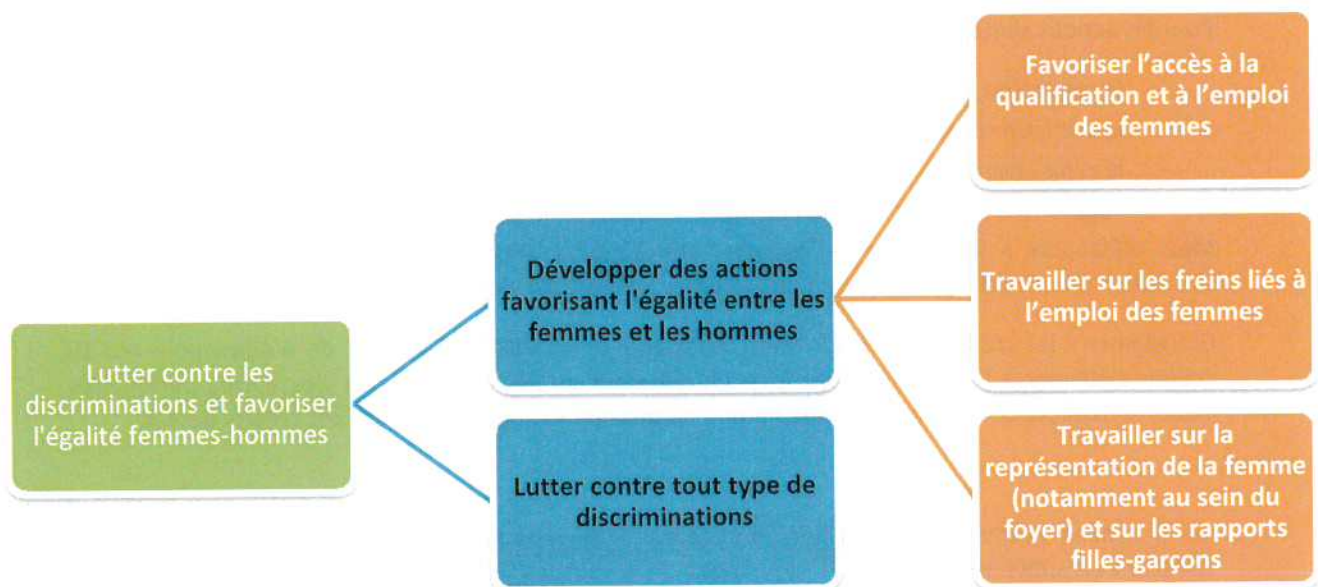 Lutter contre les
discriminations et favoriser
l'égalité femmes-hommes
Développer des actions
favorisant l'égalité entre les
femmes et les hommes
Lutter contre tout type de
discriminations
Favoriser l'accès à la
qualification et à l'emploi
des femmes
Travailler sur les freins liés à
l'emploi des femmes
Travailler sur la
représentation de la femme
(notamment au sein du
foyer) et sur les rapports
filles-garçons